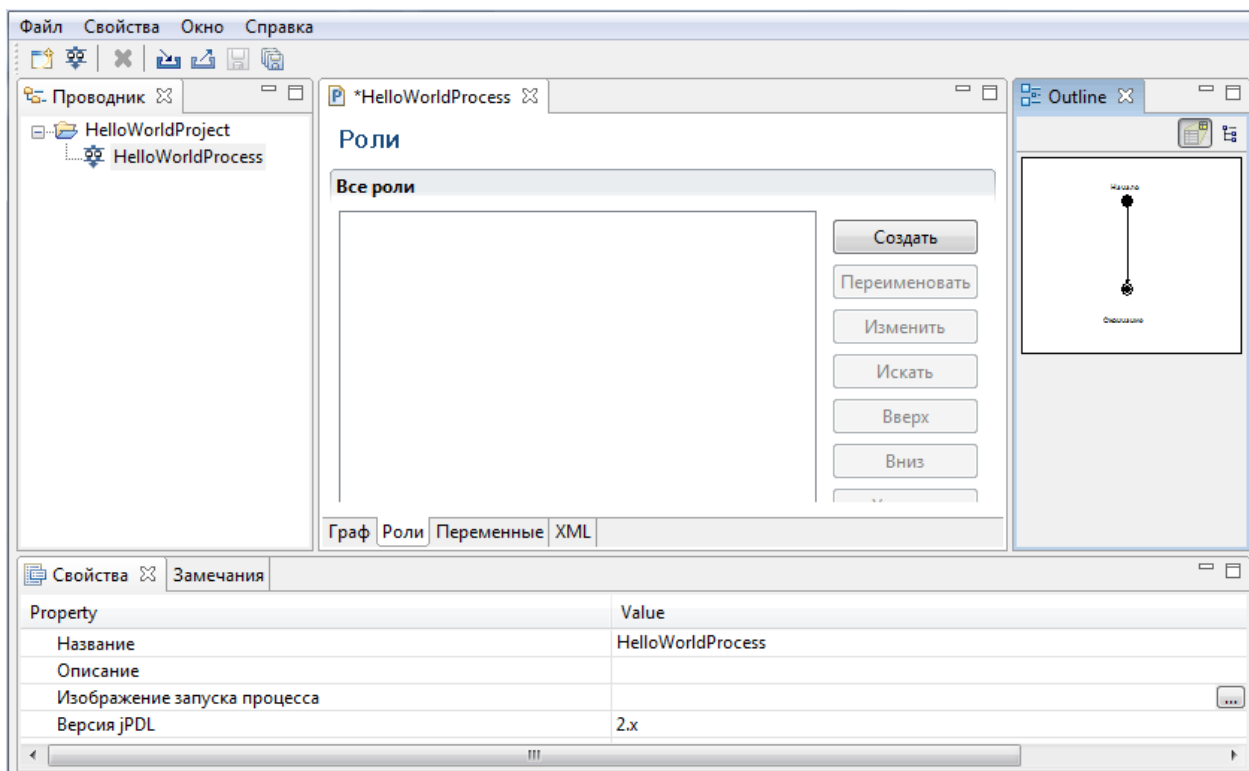 Файл Свойства Окно Справка
Проводник
HelloWorldProject
HelloWorldProcess
*HelloWorldProcess
Роли
Все роли
Создать
Переименовать
Изменить
Искать
Вверх
Вниз
Граф Роли Переменные XML
Outline
Начало
Свойства Замечания
Property Value
Название HelloWorldProcess
Описание
Изображение запуска процесса ...
Версия jPDL 2.x